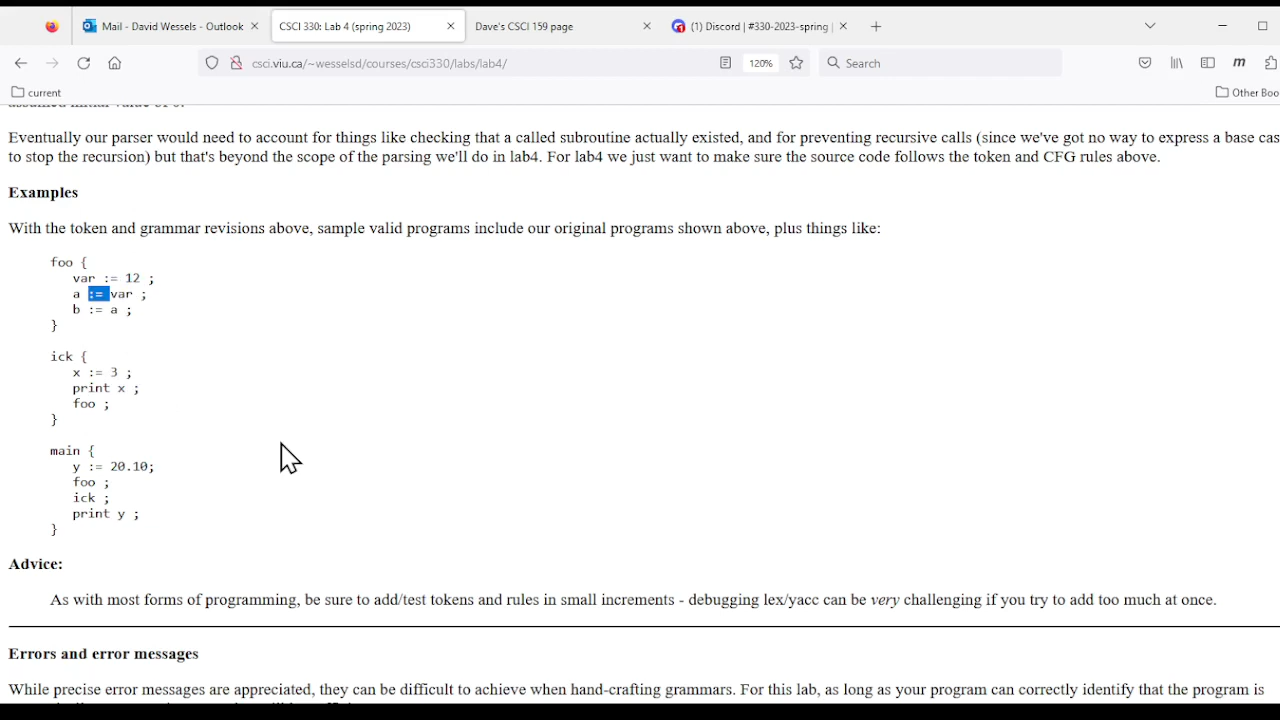 Mail - David Wessels - Outlook
CSCI 330: Lab 4 (spring 2023)
Dave's CSCI 159 page
(1) Discord | #330-2023-spring |
csci.viu.ca/~wesselsd/courses/csci330/labs/lab4/
120%
Search
current
Other Boo
Eventually our parser would need to account for things like checking that a called subroutine actually existed, and for preventing recursive calls (since we've got no way to express a base cas
to stop the recursion) but that's beyond the scope of the parsing we'll do in lab4. For lab4 we just want to make sure the source code follows the token and CFG rules above.
Examples
With the token and grammar revisions above, sample valid programs include our original programs shown above, plus things like:
foo {
var := 12 ;
a := var ;
b := a ;
}
ick {
x := 3 ;
print x ;
foo ;
}
main {
y := 20.10;
foo ;
ick ;
print y ;
}
Advice:
As with most forms of programming, be sure to add/test tokens and rules in small increments - debugging lex/yacc can be very challenging if you try to add too much at once.
Errors and error messages
While precise error messages are appreciated, they can be difficult to achieve when hand-crafting grammars. For this lab, as long as your program can correctly identify that the program is